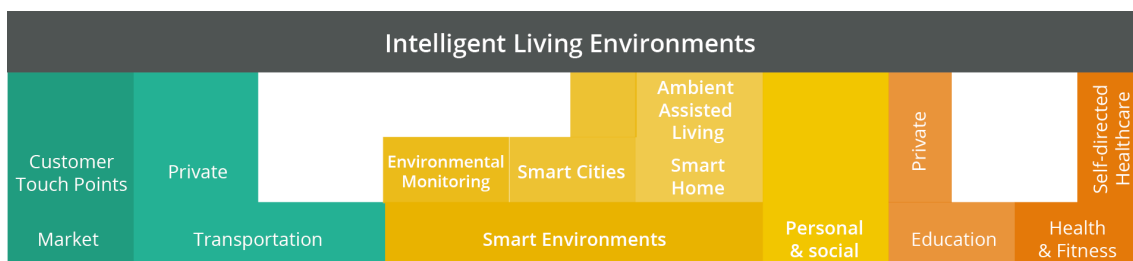 Intelligent Living Environments
Ambient
Assisted
Living
Customer
Touch Points
Private
Environmental
Monitoring
Smart Cities
Smart
Home
Private
Self-directed
Healthcare
Market
Transportation
Smart Environments
Personal
& social
Education
Health
& Fitness